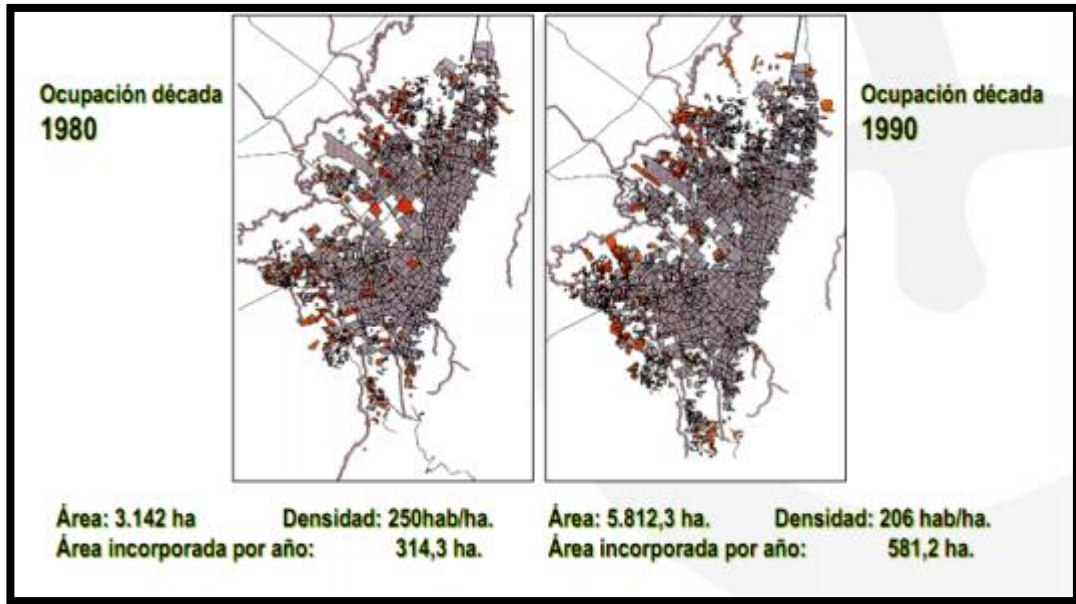 Ocupación década
1980
Ocupación década
1990
Área: 3.142 ha Densidad: 250hab/ha.
Área incorporada por año: 314,3 ha.
Área: 5.812,3 ha. Densidad: 206 hab/ha.
Área incorporada por año: 581,2 ha.